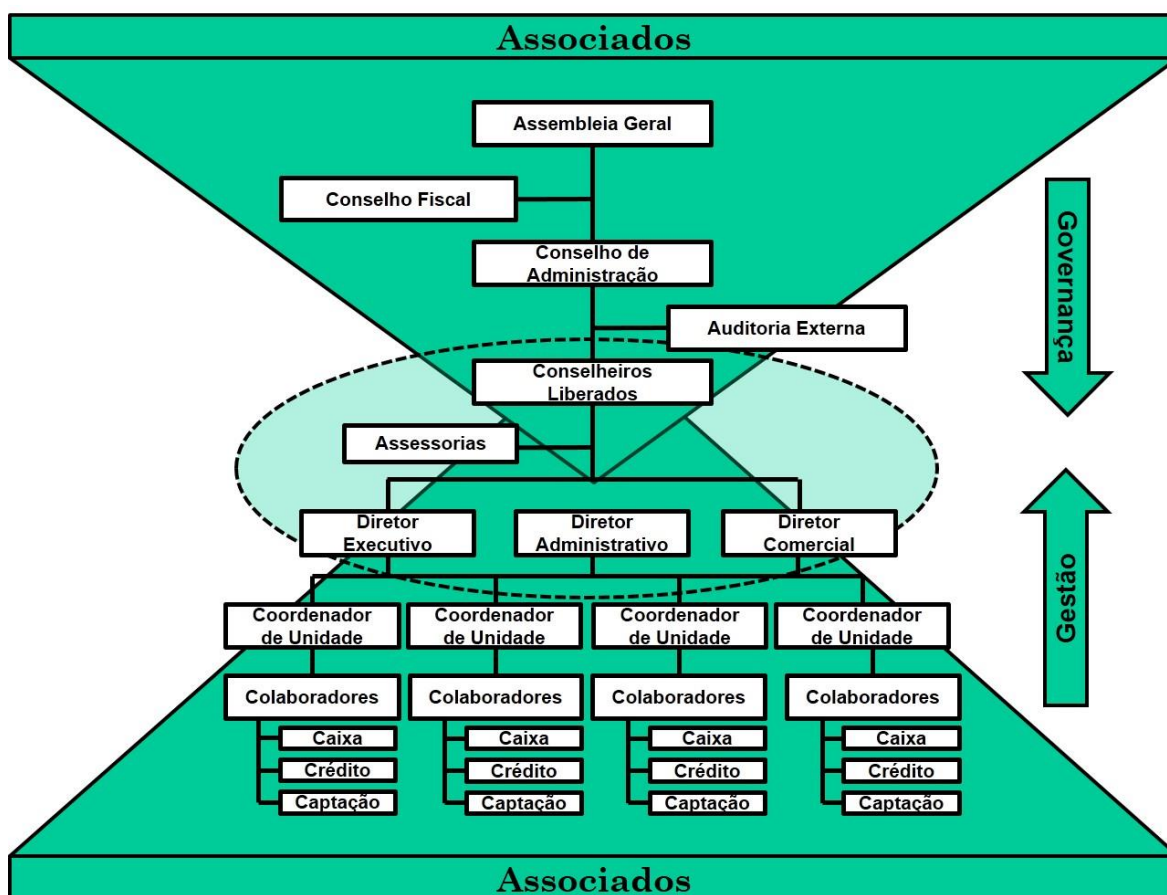 Associados
Assembleia Geral
Conselho Fiscal
Conselho de
Administração
Auditoria Externa
Conselheiros
Liberados
Assessorias
Governança
Diretor
Executivo
Diretor
Administrativo
Diretor
Comercial
Gestão
Coordenador
de Unidade
Coordenador
de Unidade
Coordenador
de Unidade
Coordenador
de Unidade
Colaboradores
Colaboradores
Colaboradores
Colaboradores
Caixa
Caixa
Caixa
Caixa
Crédito
Crédito
Crédito
Crédito
Captação
Captação
Captação
Captação
Associados